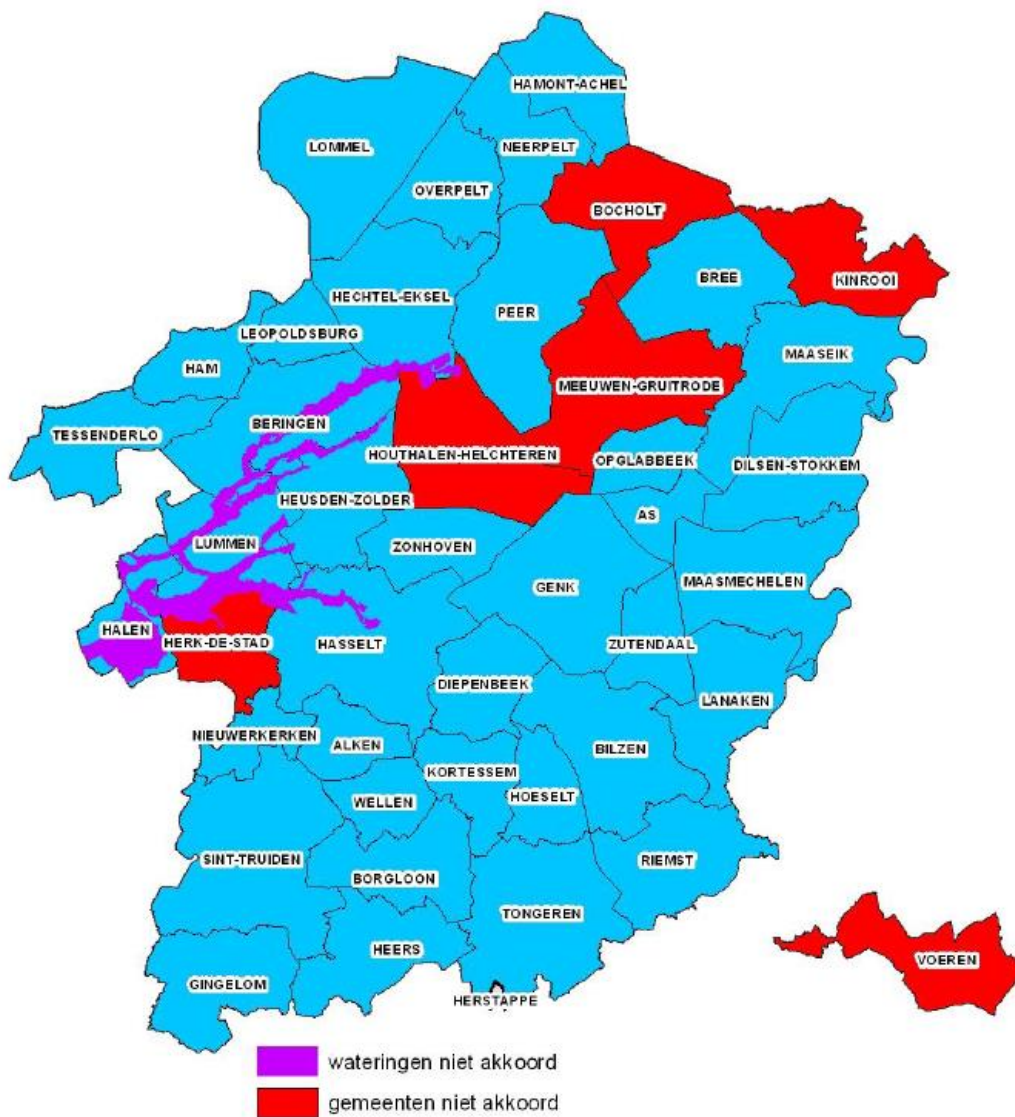 HAMONT-ACHEL
LOMMEL
NEERPELT
OVERPELT
BOCHOLT
BREE
KINROOI
HECHTEL-EKSEL
PEER
LEOPOLDSBURG
MAASEIK
HAM
MEEUWEN-GRUITRODE
BERINGEN
TESSENDERLO
HOUTHALEN-HELCHTEREN
OPGLABBEEK
DILSEN-STOKKEM
HEUSDEN-ZOLDER
AS
LUMMEN
ZONHOVEN
MAASMECHELEN
GENK
HALEN
HERK-DE-STAD
HASSELT
ZUTENDAAL
DIEPENBEEK
LANAKEN
NIEUWERKERKEN
ALKEN
BILZEN
KORTESSEM
HOESELT
WELLEN
SINT-TRUIDEN
RIEMST
BORGLOON
TONGEREN
HEERS
VOEREN
GINGELOM
HERSTAPPE
wateringen niet akkoord
gemeenten niet akkoord